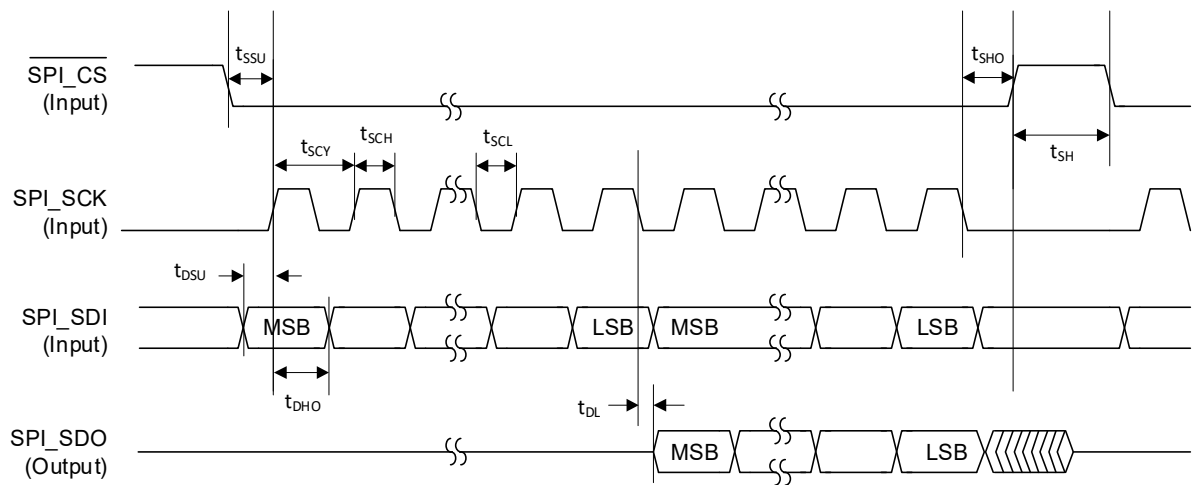 SPI_CS
(Input)
tSSU
tSHO
tSH
tSCY
tSCH
tSCL
SPI_SCK
(Input)
tDSU
SPI_SDI
(Input)
MSB
LSB
MSB
LSB
tDHO
tDL
SPI_SDO
(Output)
MSB
LSB